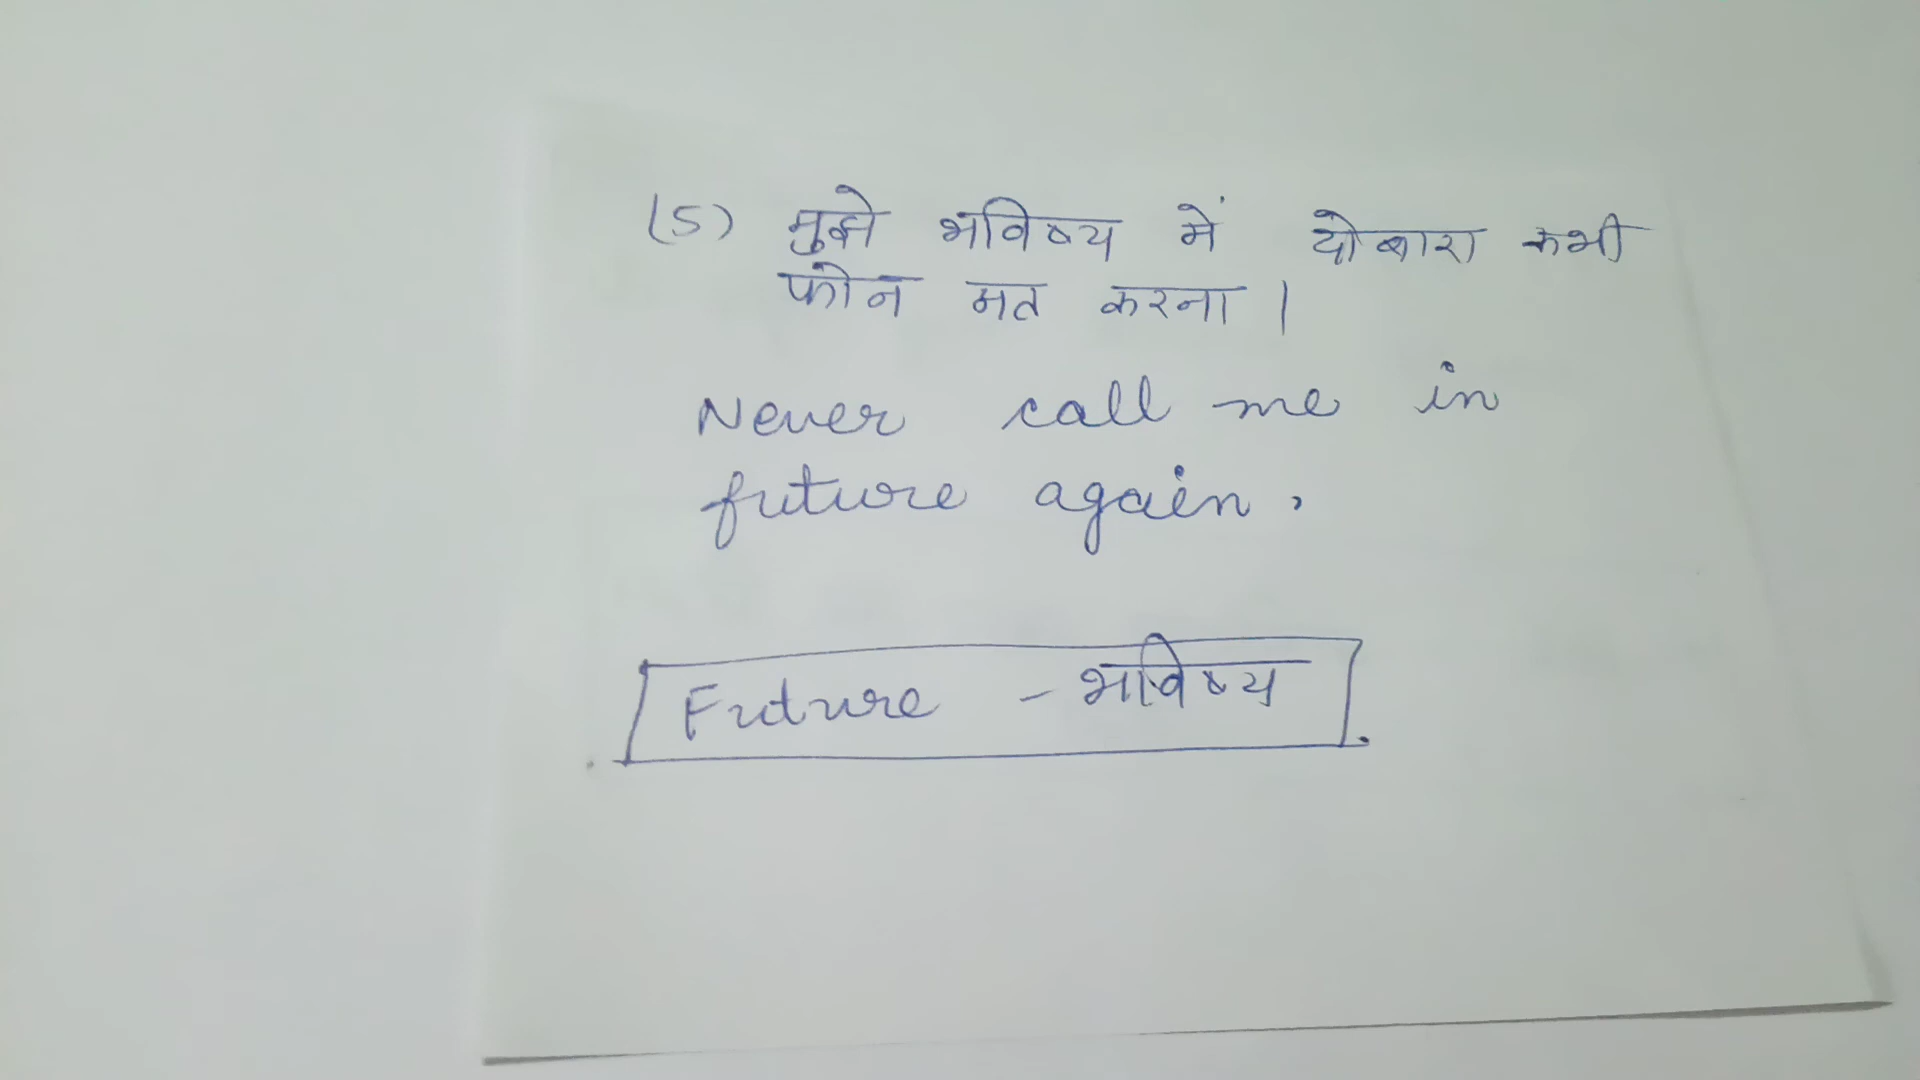 (5) मुझे भविष्य में दोबारा कभी
फोन मत करना।
Never call me in
future again.
Future - भविष्य